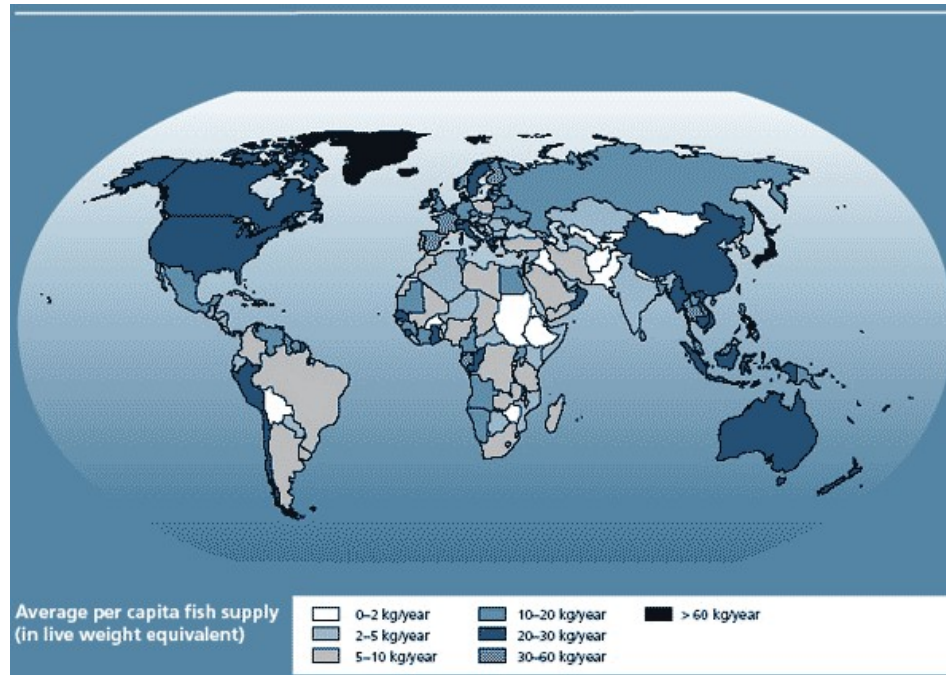 Average per capita fish supply
(in live weight equivalent)
0–2 kg/year
2–5 kg/year
5–10 kg/year
10–20 kg/year
20–30 kg/year
30–60 kg/year
> 60 kg/year